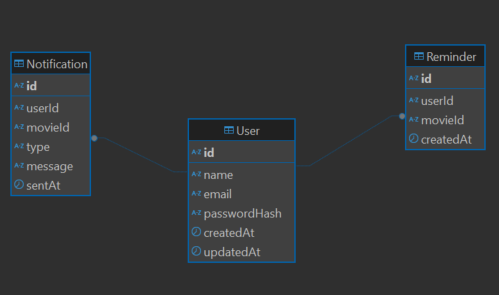 Notification
A-Z id
A-Z userId
A-Z movieId
A-Z type
A-Z message
sentAt
User
A-Z id
A-Z name
A-Z email
A-Z passwordHash
createdAt
updatedAt
Reminder
A-Z id
A-Z userId
A-Z movieId
createdAt